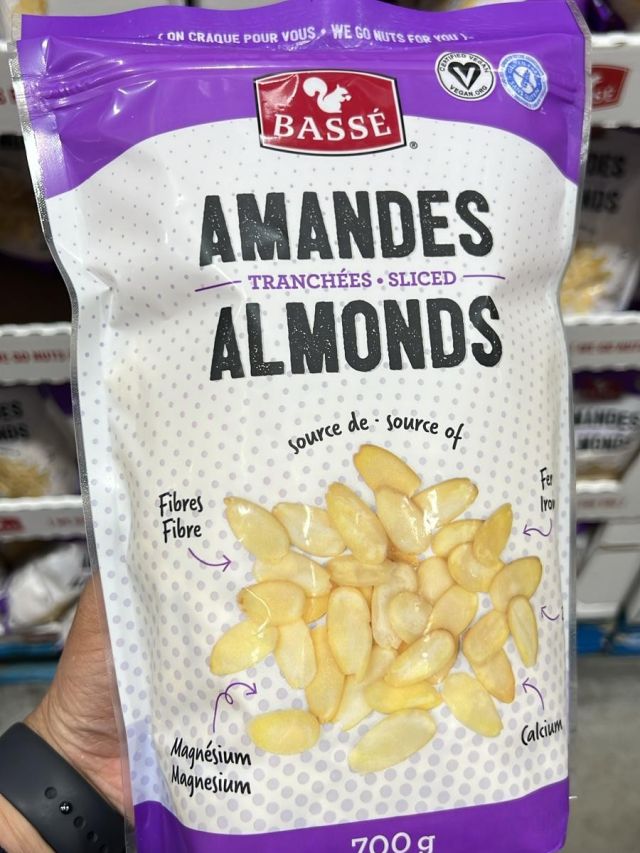 ON CRAQUE POUR VOUS • WE GO NUTS FOR YOU
CERTIFIED VEGAN
VEGAN.ORG
BASSÉ®
AMANDES
TRANCHÉES • SLICED
ALMONDS
source de • source of
Fibres
Fibre
Fer
Iron
Magnésium
Magnesium
Calcium
700 g